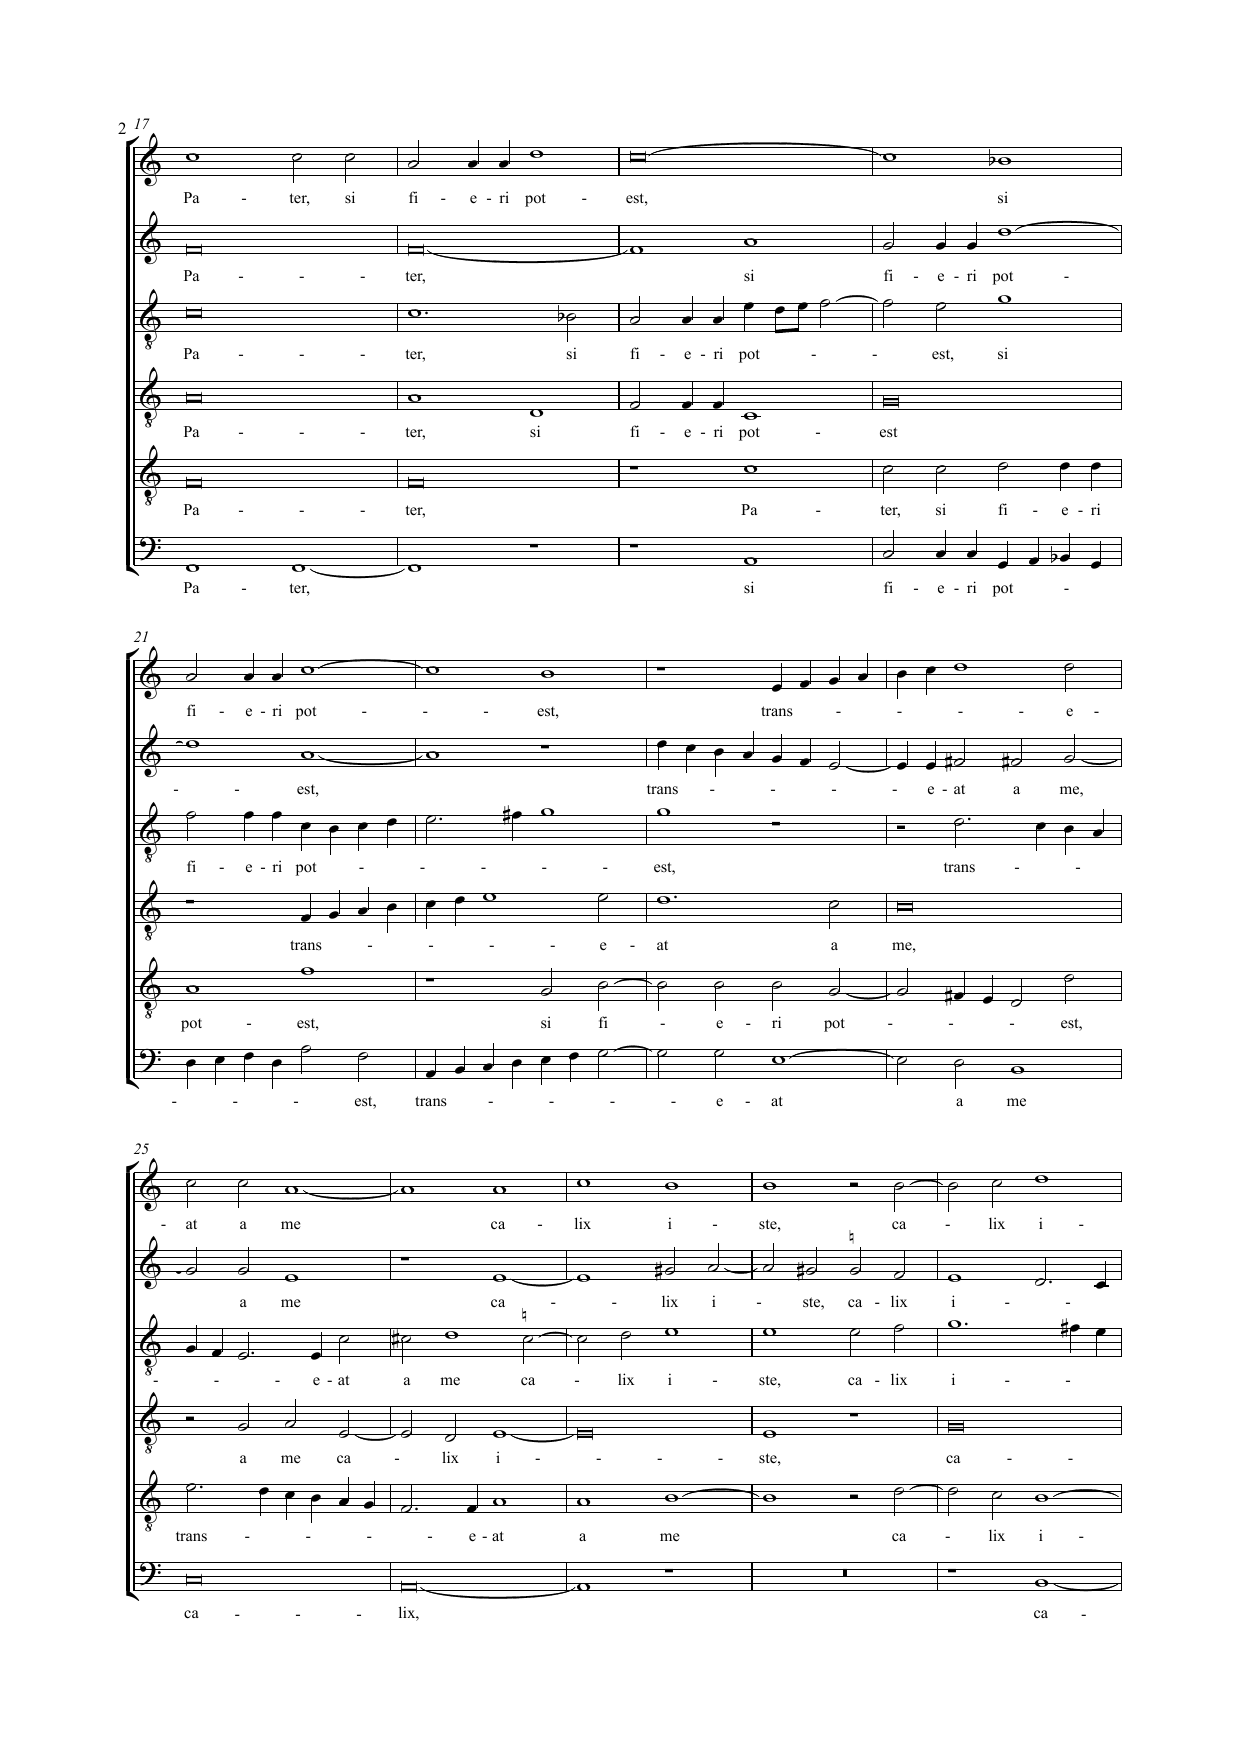 2 17
Pa - ter, si fi - e - ri pot - est, si
Pa - - - ter, si fi - e - ri pot -
Pa - - - ter, si fi - e - ri pot - - - est, si
Pa - - - ter, si fi - e - ri pot - est
Pa - - - ter, Pa - ter, si fi - e - ri
Pa - ter, si fi - e - ri pot -
21
fi - e - ri pot - - - est, trans - - - - - e -
- - est, trans - - - - e - at a me,
fi - e - ri pot - - - - - est, trans - -
trans - - - - e - at a me,
pot - est, si fi - e - ri pot - - - est,
- - - est, trans - - - - e - at a me
25
- at a me ca - lix i - ste, ca - lix i -
a me ca - - lix i - ste, ca - lix i - -
- - - e - at a me ca - lix i - ste, ca - lix i - -
a me ca - lix i - - - ste, ca - -
trans - - - - - e - at a me ca - lix i -
ca - - - lix, ca -